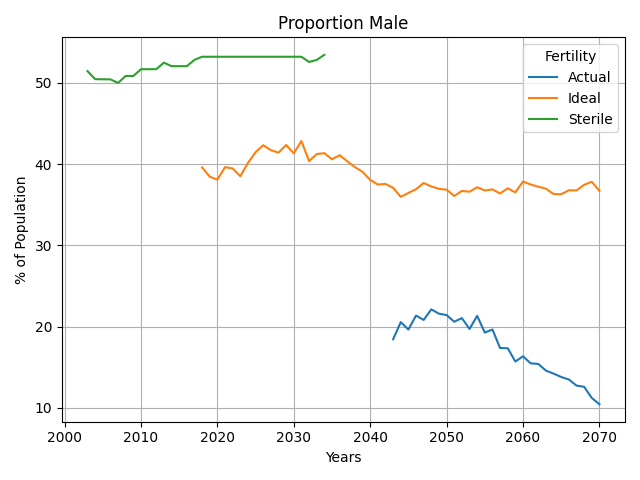 Proportion Male
Fertility
Actual
Ideal
Sterile
% of Population
50
40
30
20
10
2000 2010 2020 2030 2040 2050 2060 2070
Years